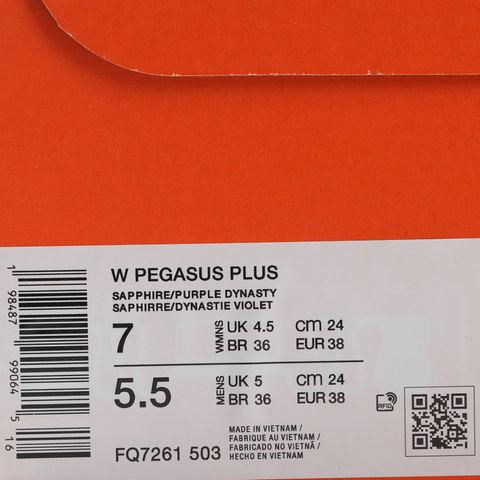 W PEGASUS PLUS
SAPPHIRE/PURPLE DYNASTY
SAPHIRRE/DYNASTIE VIOLET
7 WMNS UK 4.5 cm 24
BR 36 EUR 38
5.5 MENS UK 5 cm 24
BR 36 EUR 38
RFID
FQ7261 503
MADE IN VIETNAM /
FABRIQUE AU VIETNAM /
FABRICADO NO VIETNÃ /
HECHO EN VIETNAM
1 98487 99064 5 16